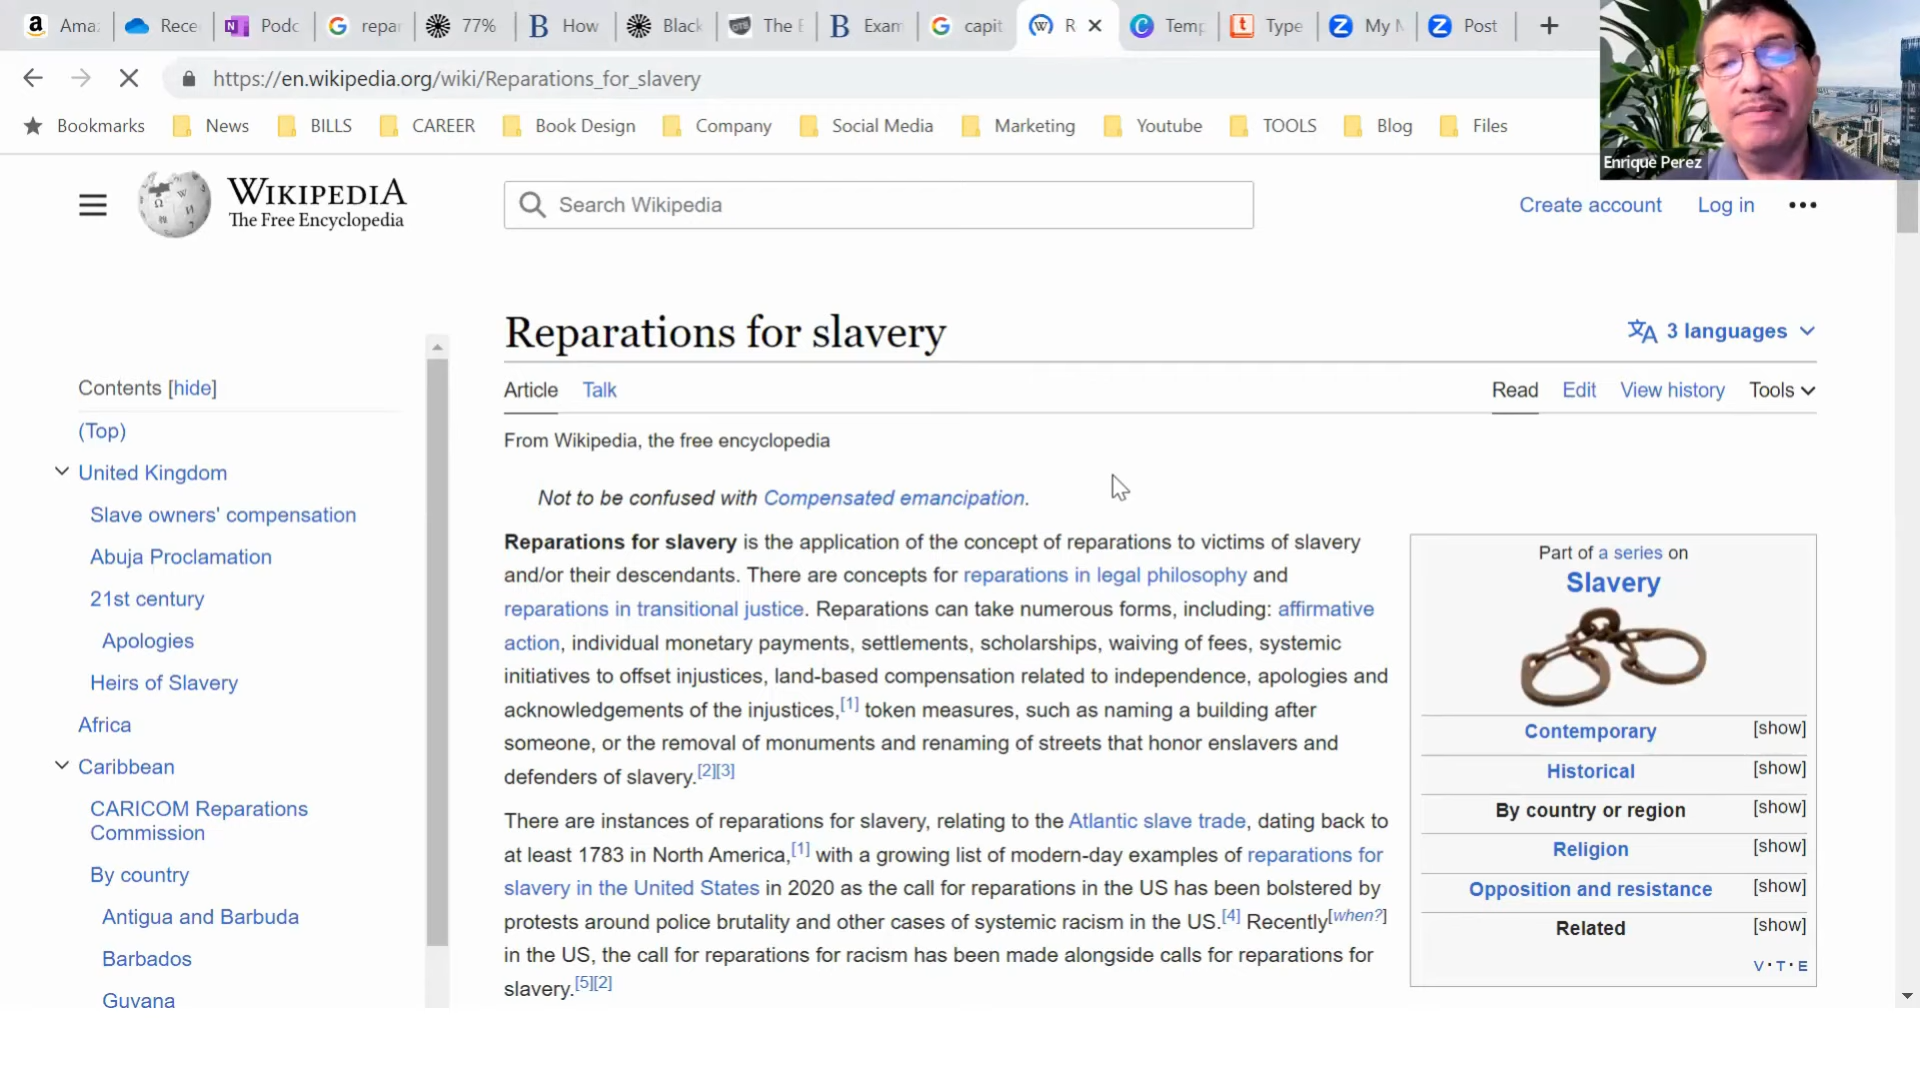 Ama
Rece
Podc
repar
77%
How
Black
The E
Exam
capit
R
Temp
Type
My M
Post
https://en.wikipedia.org/wiki/Reparations_for_slavery
Bookmarks News BILLS CAREER Book Design Company Social Media Marketing Youtube TOOLS Blog Files
Enrique Perez
WIKIPEDIA
The Free Encyclopedia
Search Wikipedia
Create account Log in
Reparations for slavery
3 languages
Article Talk
Read Edit View history Tools
From Wikipedia, the free encyclopedia
Contents [hide]
(Top)
United Kingdom
Slave owners' compensation
Abuja Proclamation
21st century
Apologies
Heirs of Slavery
Africa
Caribbean
CARICOM Reparations
Commission
By country
Antigua and Barbuda
Barbados
Guyana
Not to be confused with Compensated emancipation.
Reparations for slavery is the application of the concept of reparations to victims of slavery
and/or their descendants. There are concepts for reparations in legal philosophy and
reparations in transitional justice. Reparations can take numerous forms, including: affirmative
action, individual monetary payments, settlements, scholarships, waiving of fees, systemic
initiatives to offset injustices, land-based compensation related to independence, apologies and
acknowledgements of the injustices,[1] token measures, such as naming a building after
someone, or the removal of monuments and renaming of streets that honor enslavers and
defenders of slavery.[2][3]
There are instances of reparations for slavery, relating to the Atlantic slave trade, dating back to
at least 1783 in North America,[1] with a growing list of modern-day examples of reparations for
slavery in the United States in 2020 as the call for reparations in the US has been bolstered by
protests around police brutality and other cases of systemic racism in the US.[4] Recently[when?]
in the US, the call for reparations for racism has been made alongside calls for reparations for
slavery.[5][2]
Part of a series on
Slavery
Contemporary [show]
Historical [show]
By country or region [show]
Religion [show]
Opposition and resistance [show]
Related [show]
V·T·E